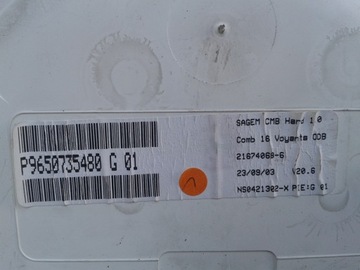 SAGEM CMB Hard 1.0
Comb 16 Voyants ODB
P9650735480 G 01
21674069-6
23/09/03 V20.6
NS0421302-X PIE:G 01